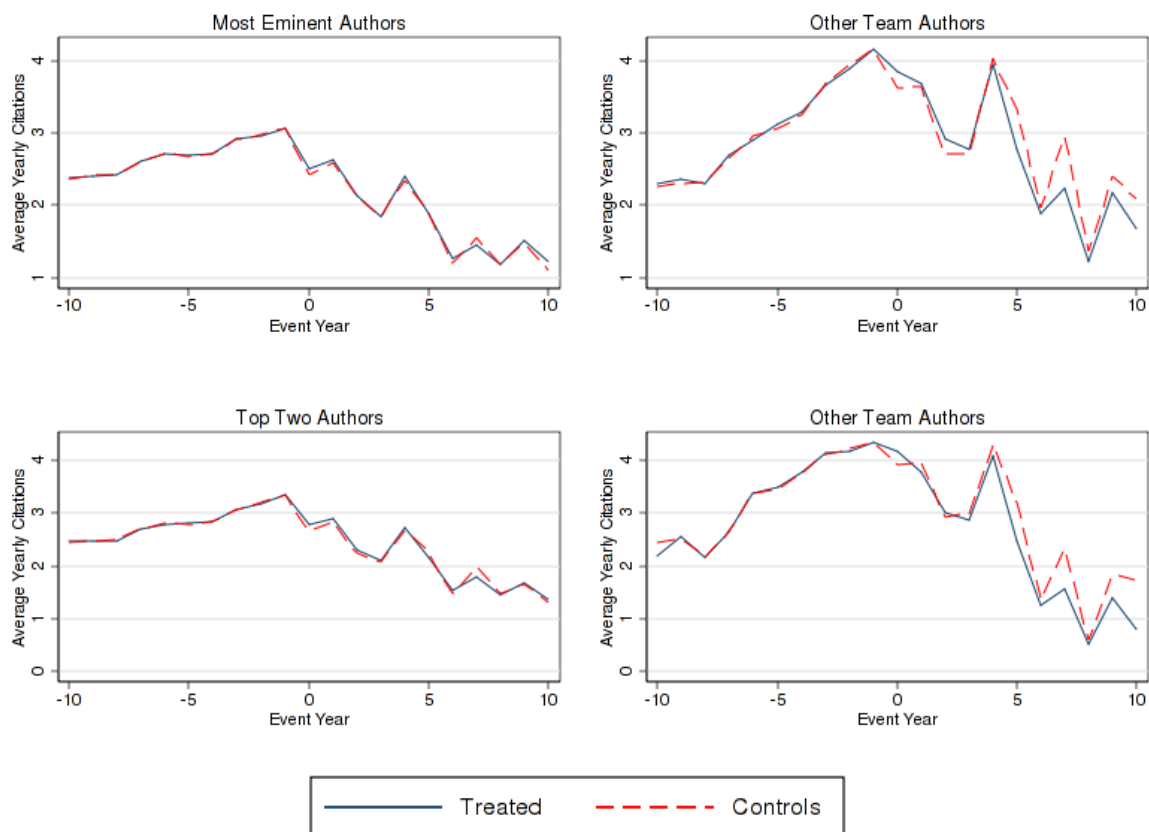 Most Eminent Authors
Average Yearly Citations
4
3
2
1
-10 -5 0 5 10
Event Year
Other Team Authors
Average Yearly Citations
4
3
2
1
-10 -5 0 5 10
Event Year
Top Two Authors
Average Yearly Citations
4
3
2
1
0
-10 -5 0 5 10
Event Year
Other Team Authors
Average Yearly Citations
4
3
2
1
0
-10 -5 0 5 10
Event Year
Treated Controls